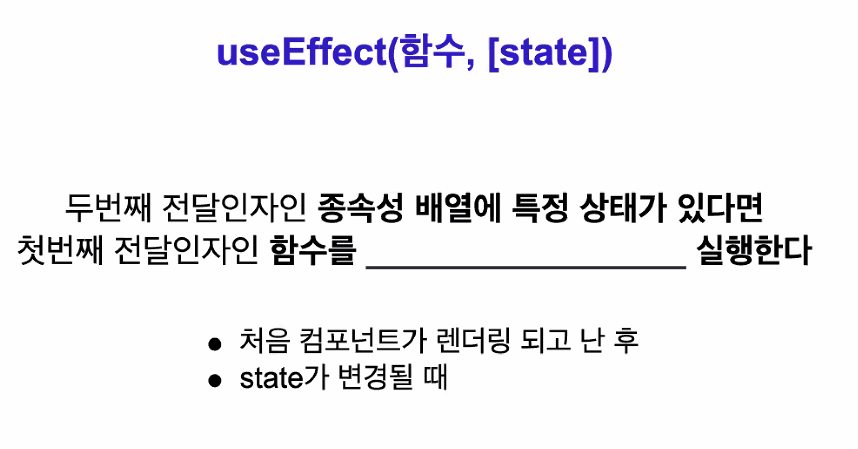 useEffect(함수, [state])
두번째 전달인자인 종속성 배열에 특정 상태가 있다면
첫번째 전달인자인 함수를 ____________________ 실행한다
● 처음 컴포넌트가 렌더링 되고 난 후
● state가 변경될 때